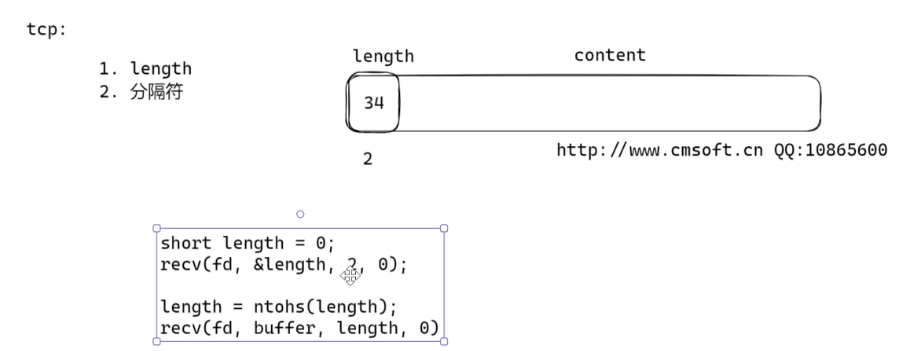 tcp:
1. length
2. 分隔符
length
content
34
2
http://www.cmsoft.cn QQ:10865600
short length = 0;
recv(fd, &length, 2, 0);
length = ntohs(length);
recv(fd, buffer, length, 0)